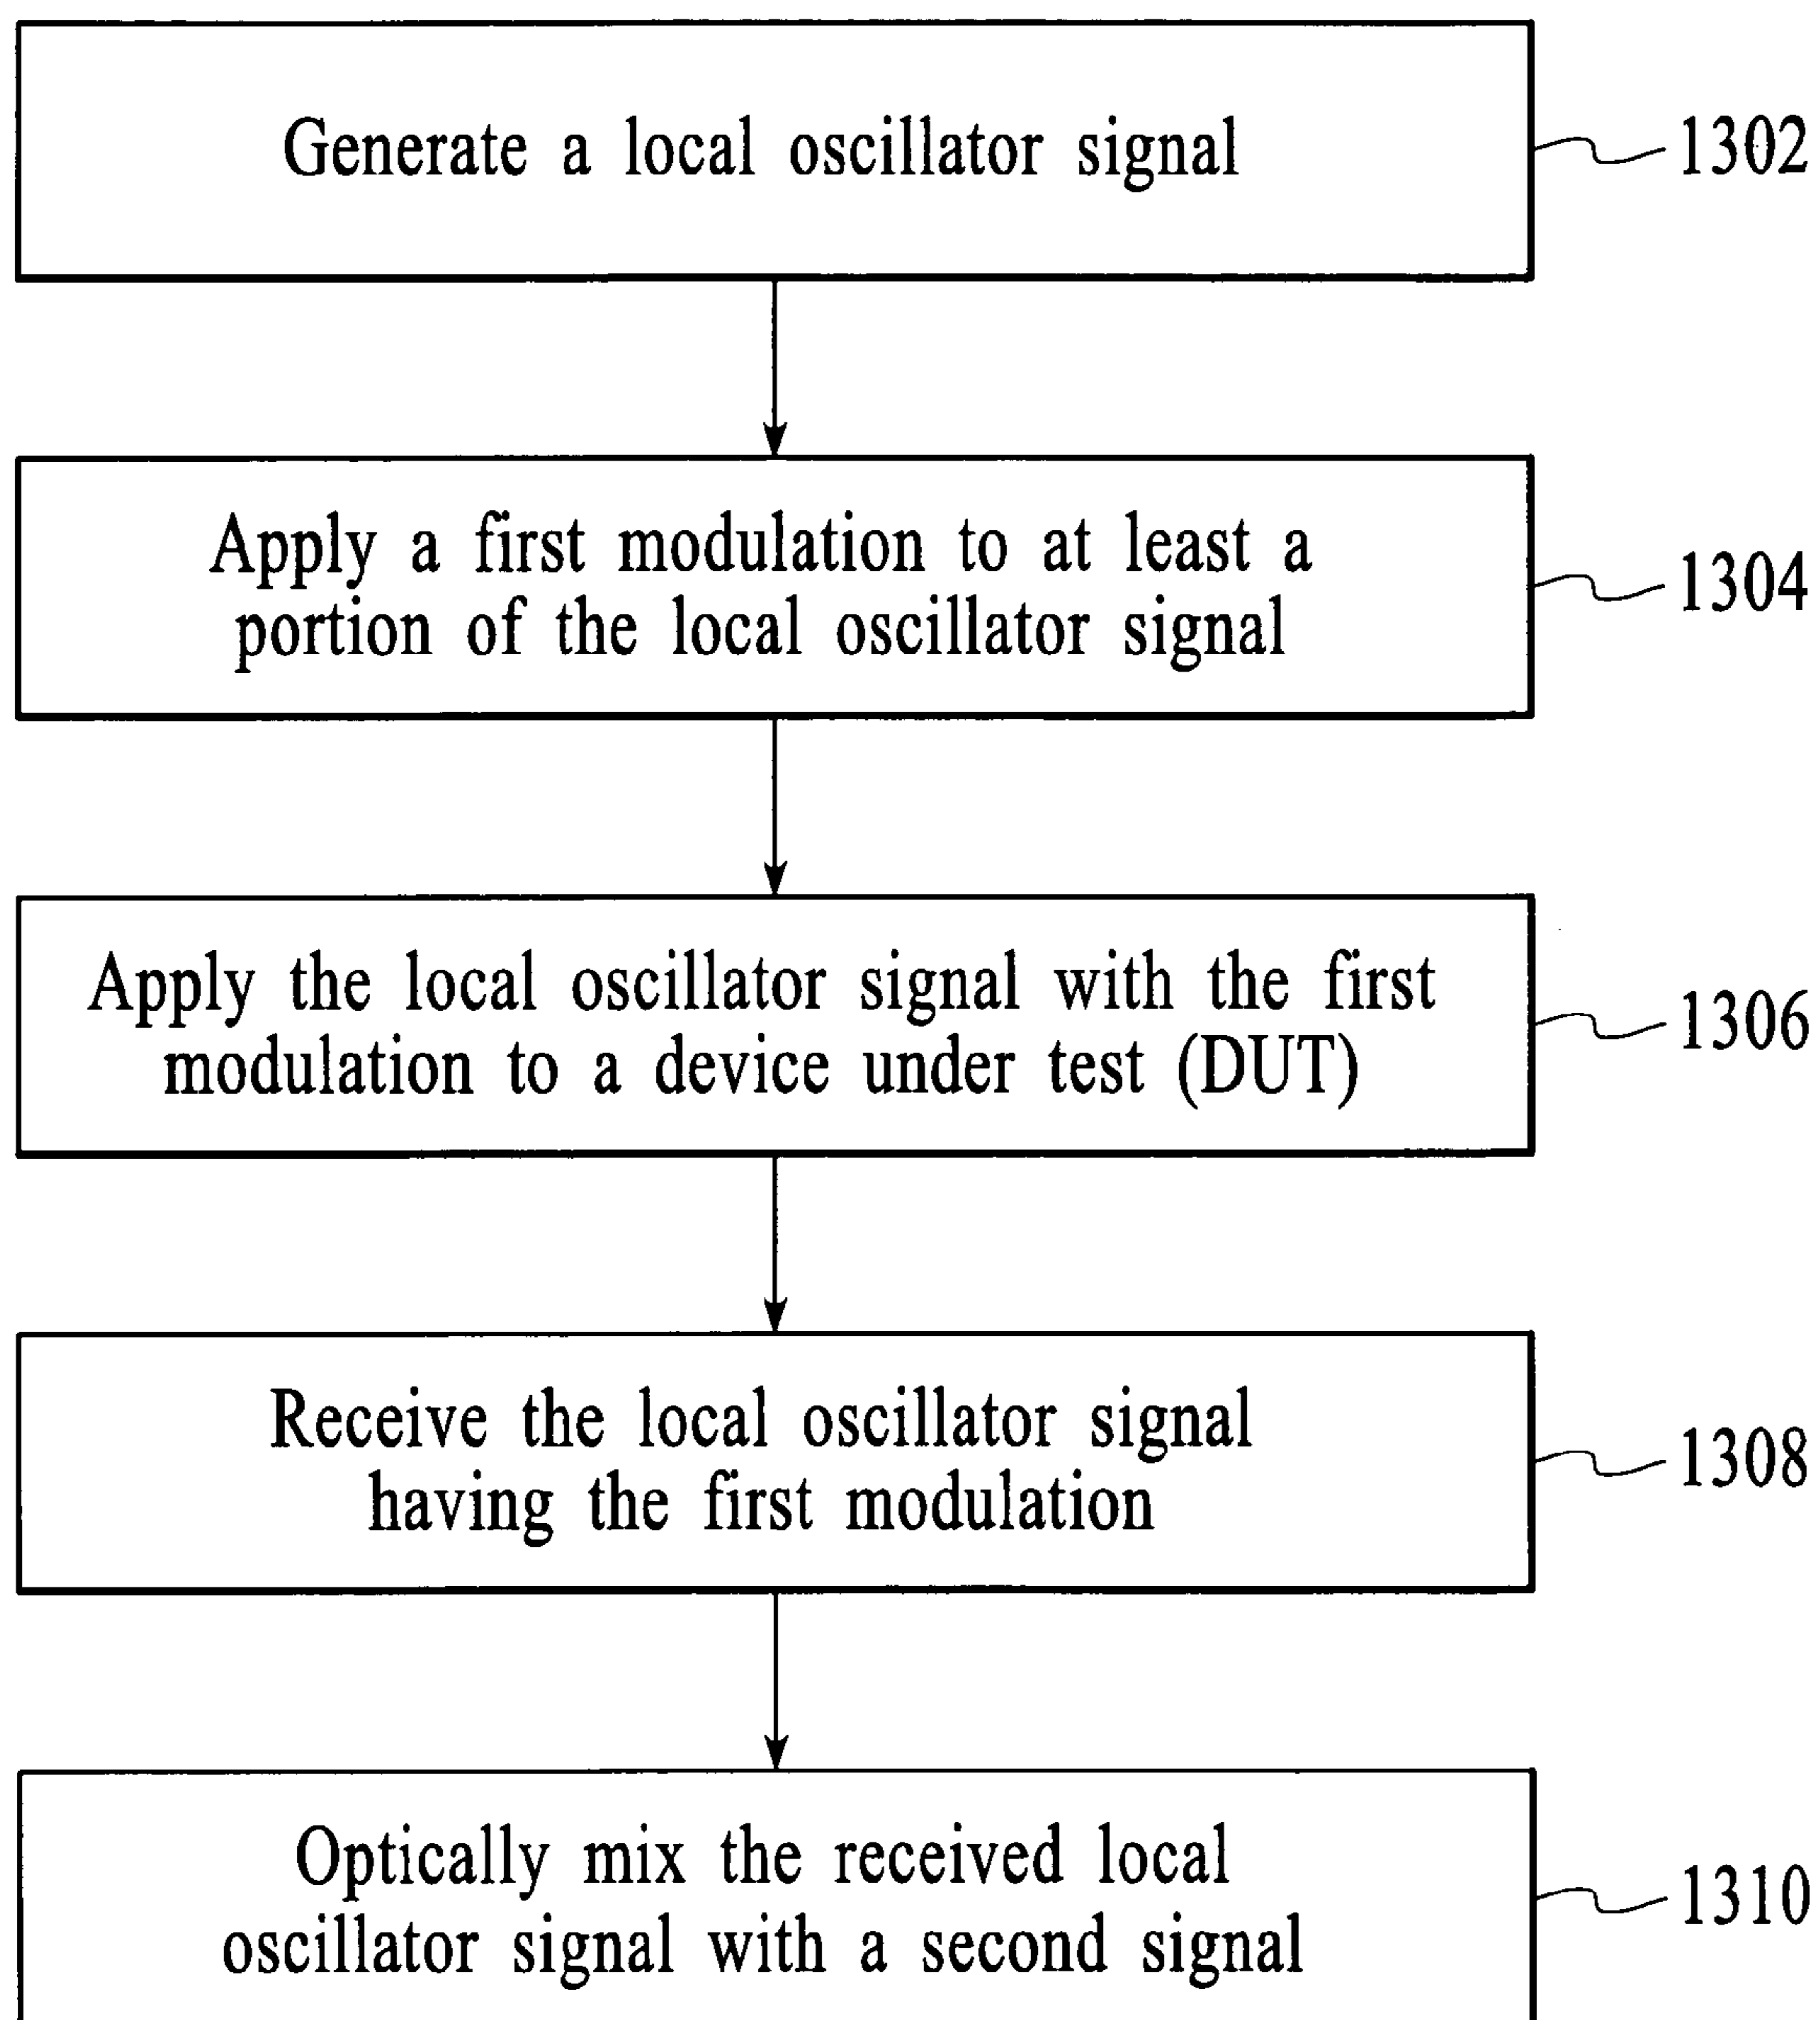 Generate a local oscillator signal
1302
Apply a first modulation to at least a
portion of the local oscillator signal
1304
Apply the local oscillator signal with the first
modulation to a device under test (DUT)
1306
Receive the local oscillator signal
having the first modulation
1308
Optically mix the received local
oscillator signal with a second signal
1310